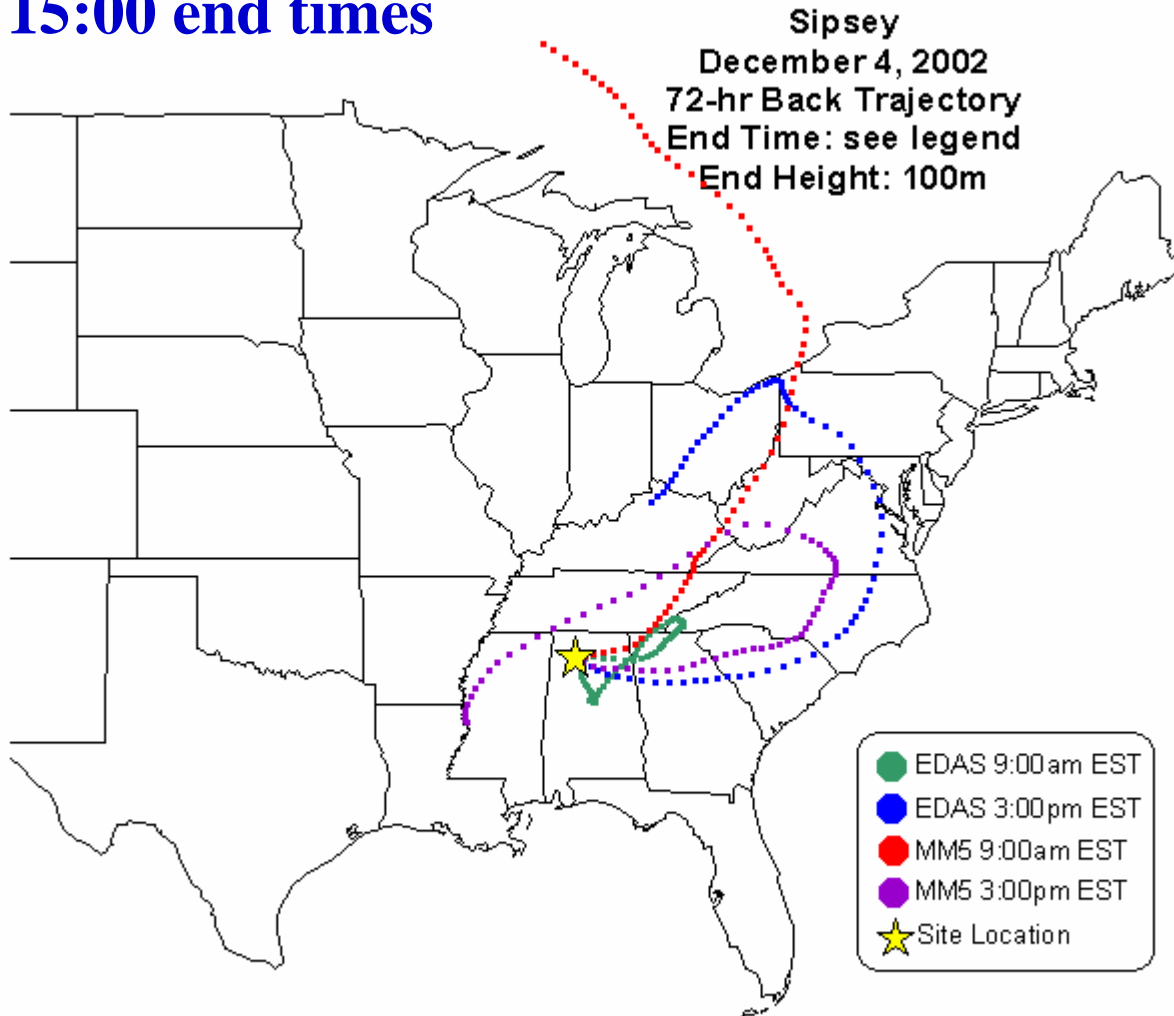 15:00 end times
Sipsey
December 4, 2002
72-hr Back Trajectory
End Time: see legend
End Height: 100m
EDAS 9:00am EST
EDAS 3:00pm EST
MM5 9:00am EST
MM5 3:00pm EST
Site Location